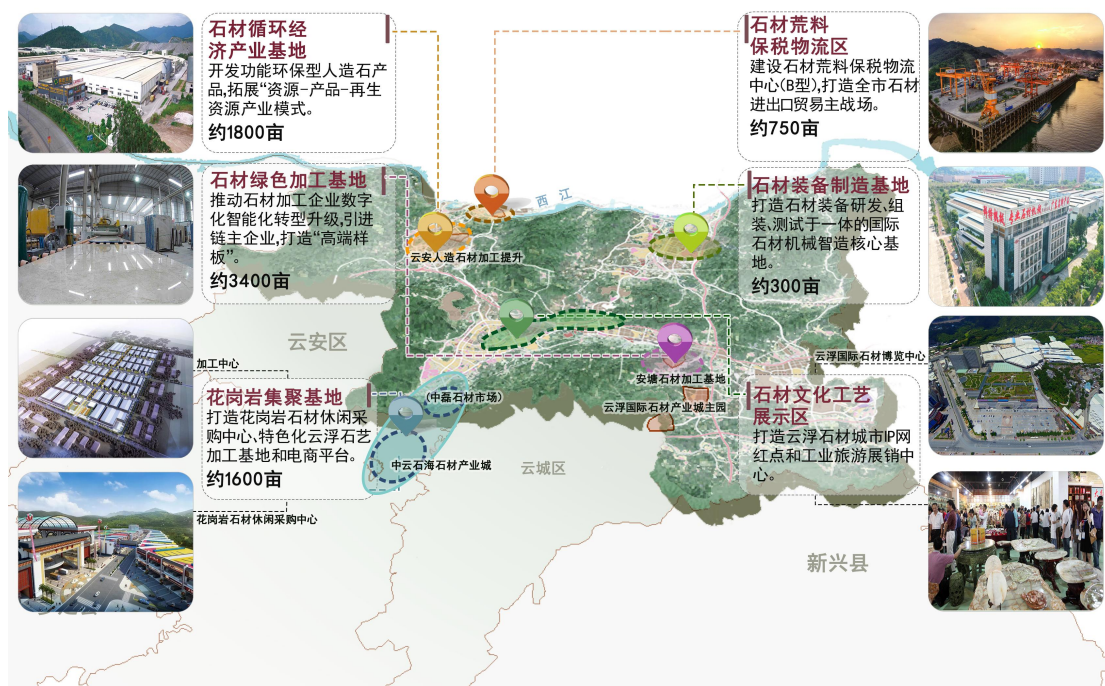 石材循环经
济产业基地
开发功能环保型人造石产
品,拓展“资源-产品-再生
资源产业模式。
约1800亩
石材荒料
保税物流区
建设石材荒料保税物流
中心(B型),打造全市石材
进出口贸易主战场。
约750亩
石材绿色加工基地
推动石材加工企业数字
化智能化转型升级,引进
链主企业,打造“高端样
板”。
约3400亩
石材装备制造基地
打造石材装备研发、组
装、测试于一体的国际
石材机械智造核心基
地。
约300亩
西江
云安人造石材加工提升
云安区
加工中心
安塘石材加工基地
云浮国际石材博览中心
花岗岩集聚基地
打造花岗岩石材休闲采
购中心、特色化云浮石艺
加工基地和电商平台。
约1600亩
(中磊石材市场)
云浮国际石材产业城主园
石材文化工艺
展示区
打造云浮石材城市IP网
红点和工业旅游展销中
心。
中云石海石材产业城
云城区
花岗岩石材休闲采购中心
新兴县